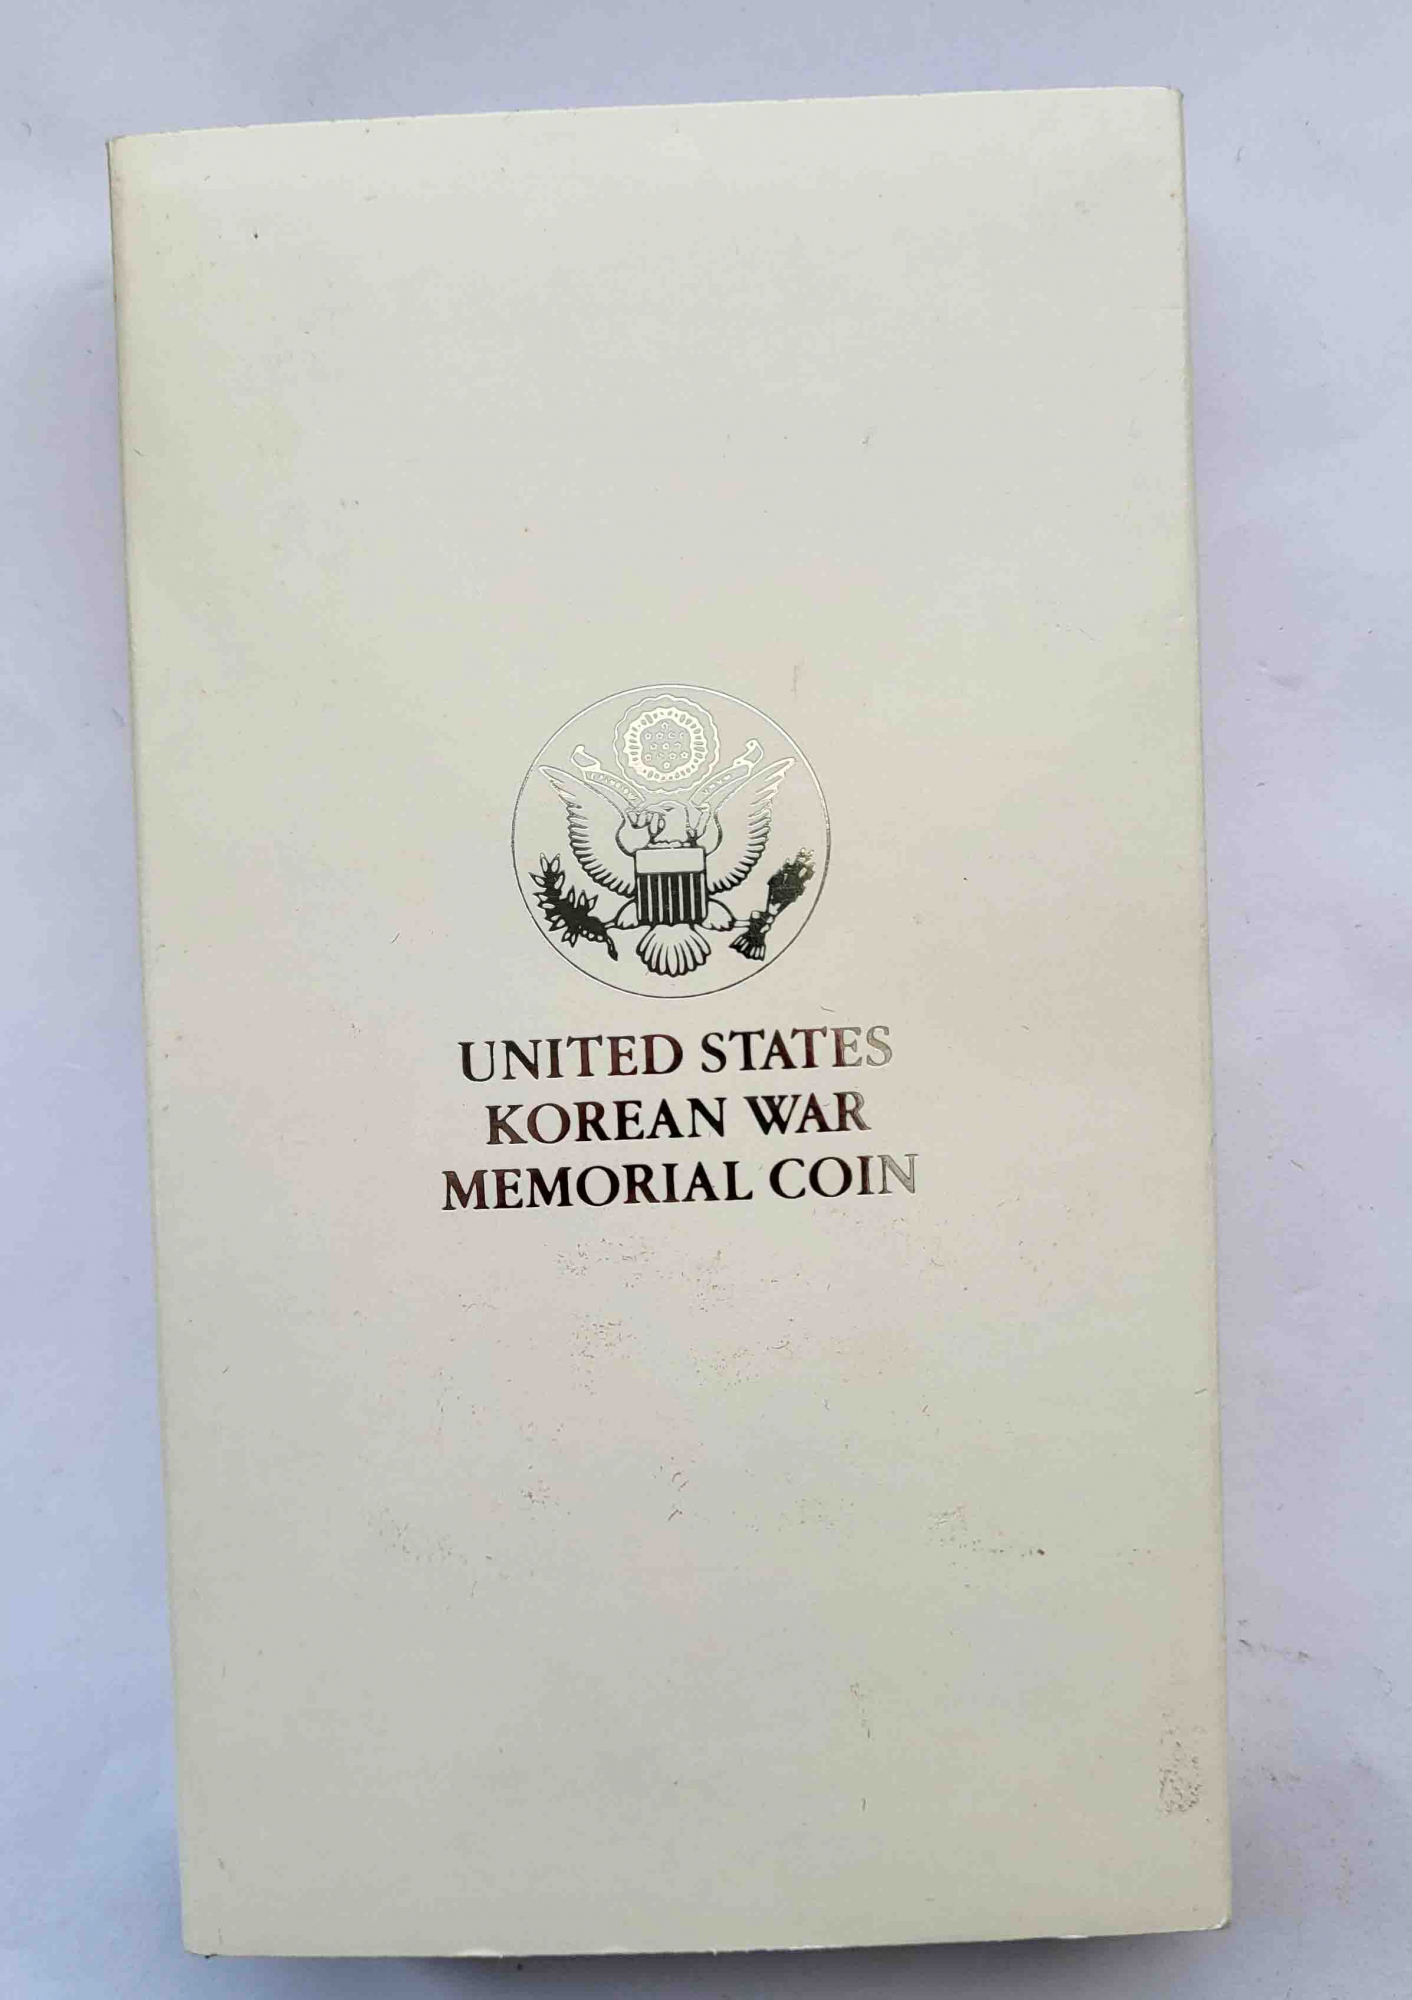 UNITED STATES
KOREAN WAR
MEMORIAL COIN